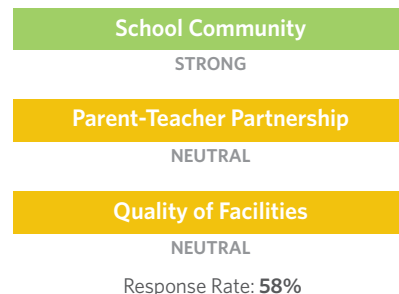 School Community
STRONG
Parent-Teacher Partnership
NEUTRAL
Quality of Facilities
NEUTRAL
Response Rate: 58%